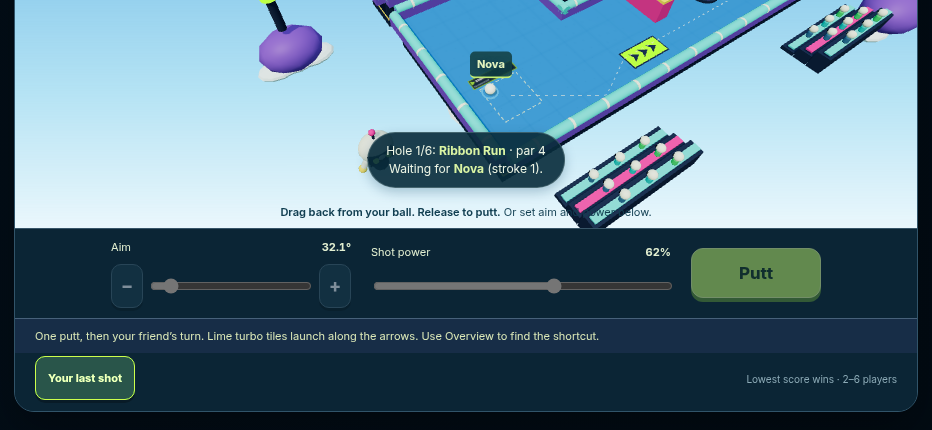 Nova
Hole 1/6: Ribbon Run · par 4
Waiting for Nova (stroke 1).
Drag back from your ball. Release to putt. Or set aim and power below.
Aim
32.1°
Shot power
62%
−
+
Putt
One putt, then your friend’s turn. Lime turbo tiles launch along the arrows. Use Overview to find the shortcut.
Your last shot
Lowest score wins · 2–6 players